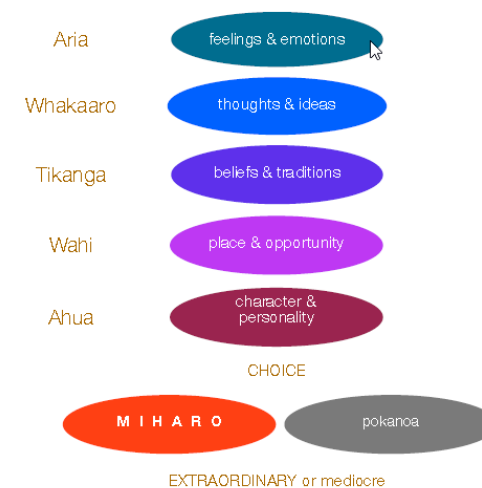 Aria feelings & emotions
Whakaaro thoughts & ideas
Tikanga beliefs & traditions
Wahi place & opportunity
Ahua character &
personality
CHOICE
MIHARO pokanoa
EXTRAORDINARY or mediocre